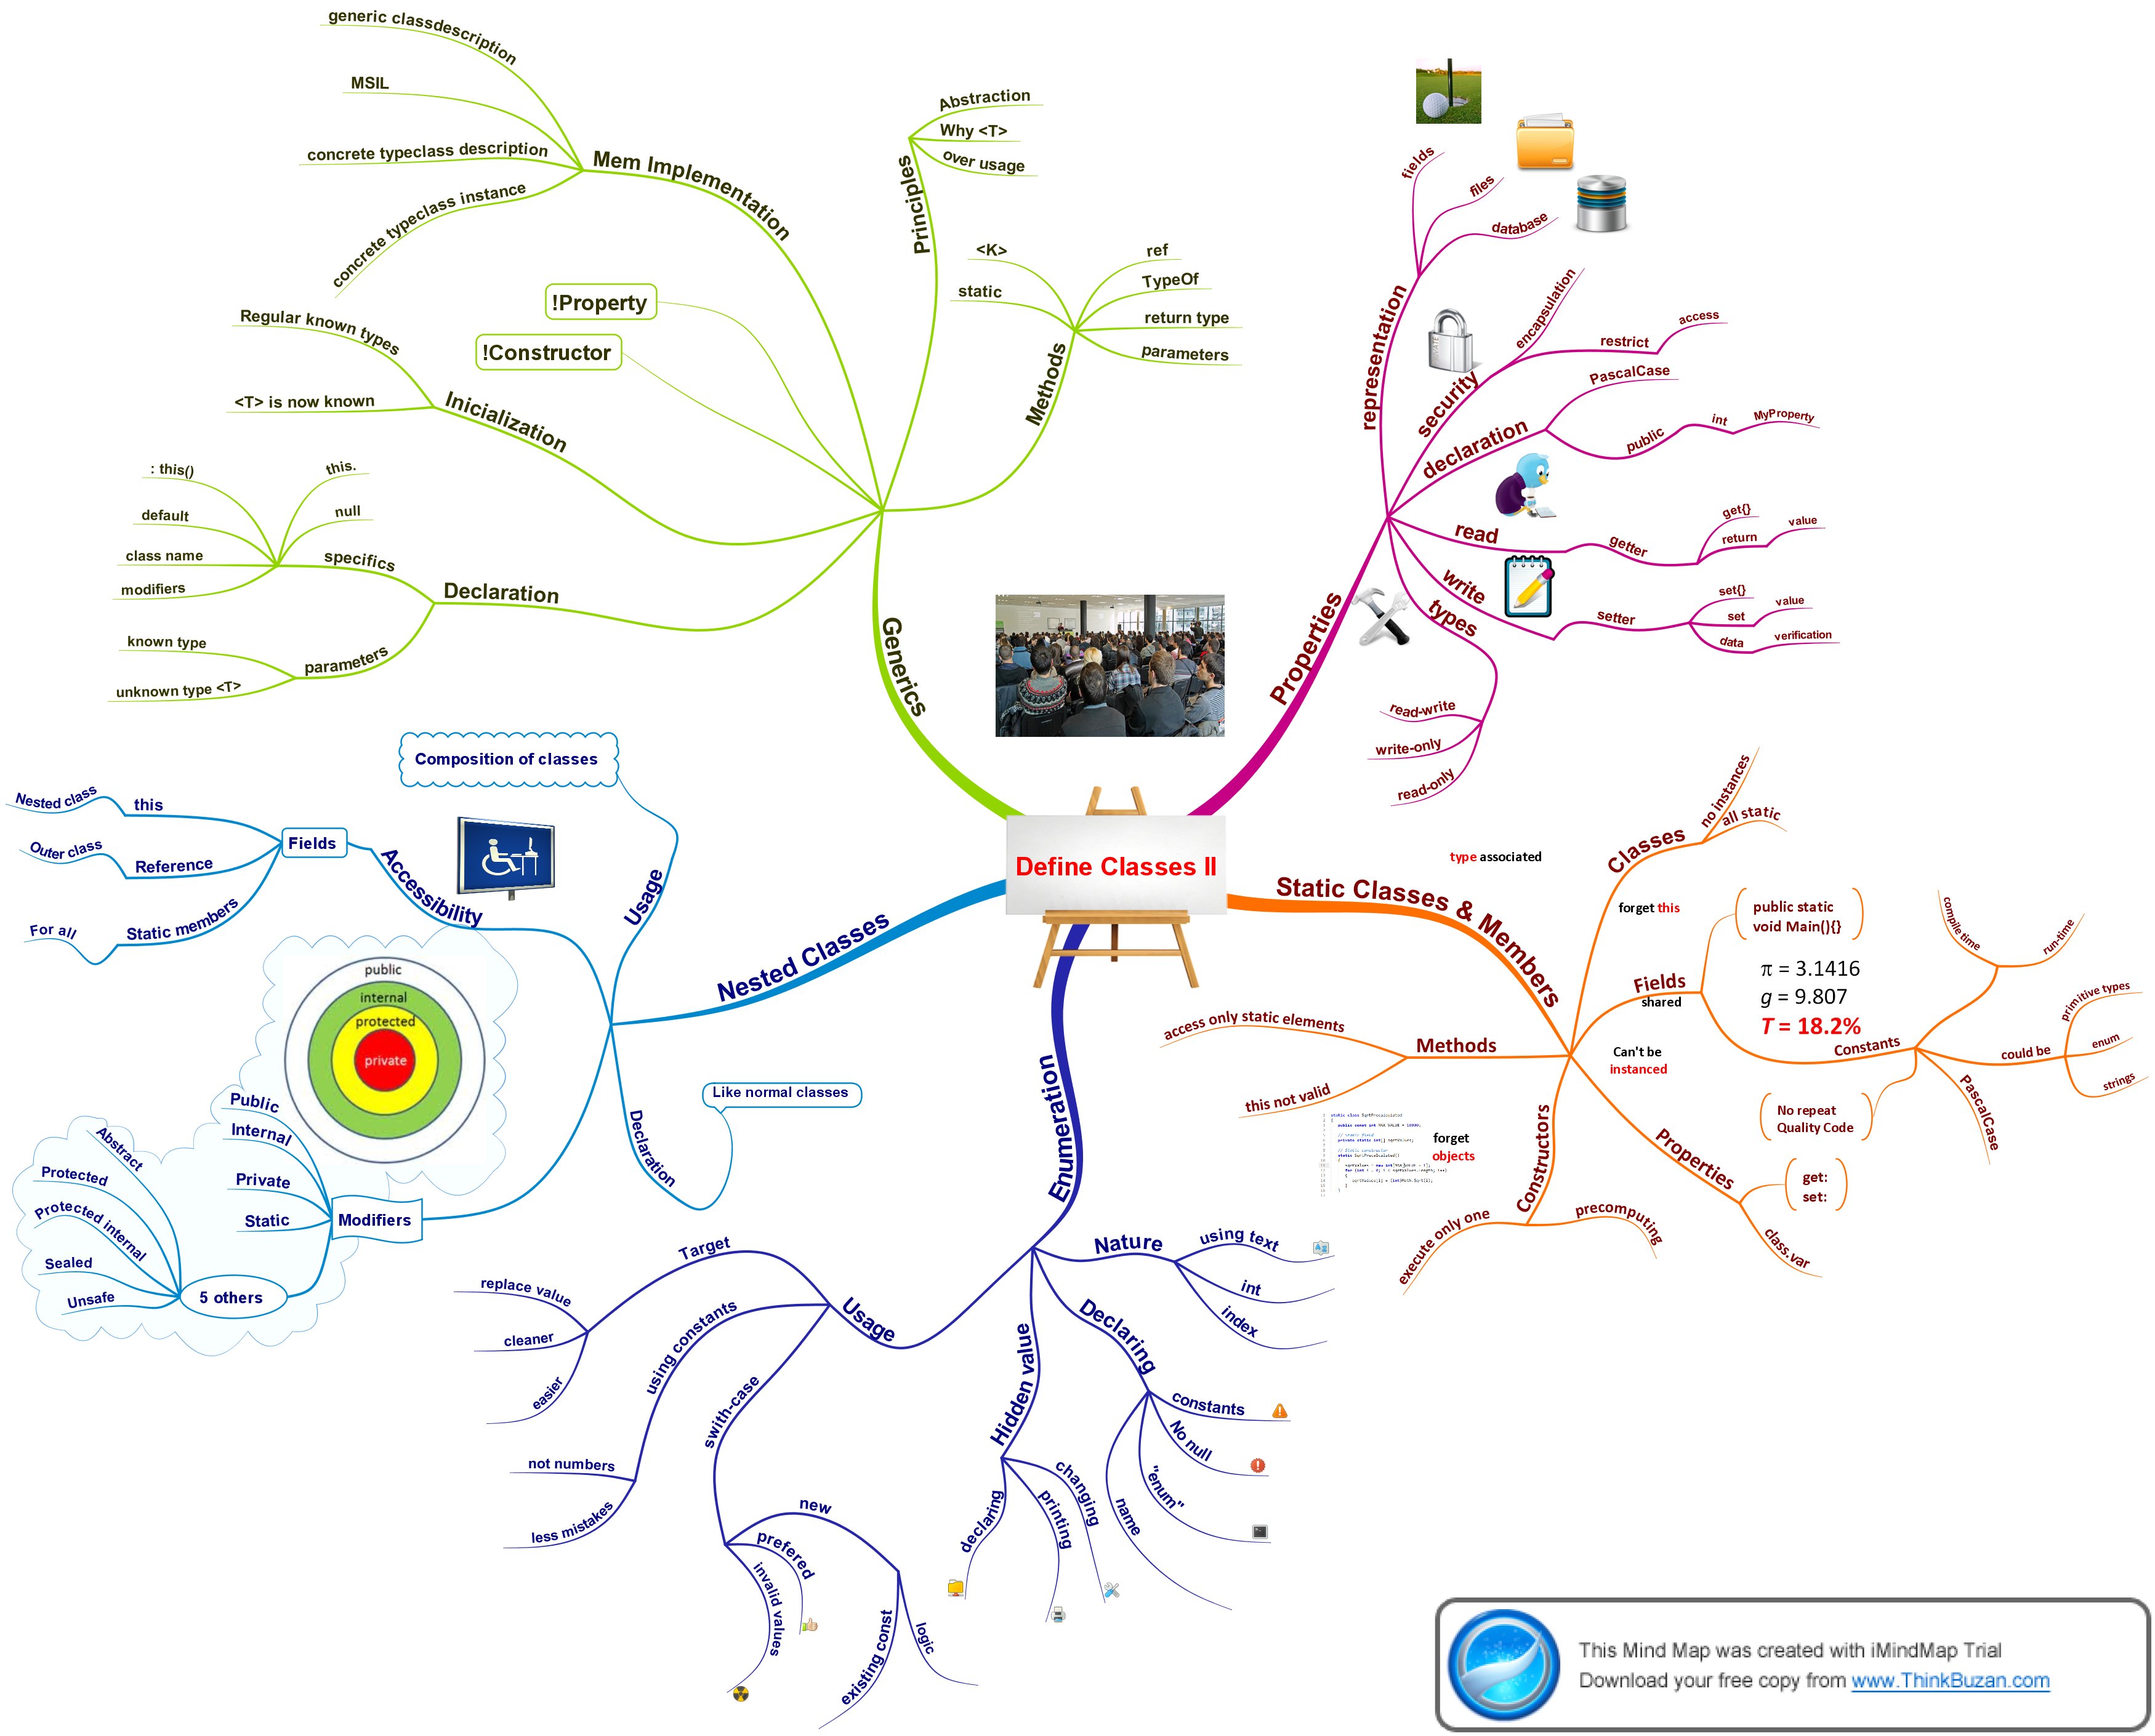 Define Classes II
Generics
Mem Implementation
generic classdescription
MSIL
concrete typeclass description
concrete typeclass instance
Principples
Abstraction
Why <T>
over usage
Methods
<K>
static
ref
TypeOf
return type
parameters
!Property
!Constructor
Inicialization
Regular known types
<T> is now known
Declaration
specifics
: this()
default
class name
modifiers
this.
null
parameters
known type
unknown type <T>
Properties
representation
fields
files
database
security
PRIVATE
encapsulation
restrict
access
declaration
PascalCase
public
int
MyProperty
read
getter
get{}
return
value
write
setter
set{}
set
value
data
verification
types
read-write
write-only
read-only
Static Classes & Members
type associated
forget this
shared
Can't be
instanced
forget
objects
Classes
no instances
all static
Fields
public static
void Main(){}
π = 3.1416
g = 9.807
T = 18.2%
Constants
compile time
run-time
could be
primitive types
enum
strings
PascalCase
No repeat
Quality Code
Properties
get:
set:
class.var
Constructors
execute only one
precomputing
Methods
access only static elements
this not valid
Enumeration
Nature
using text
int
index
Declaring
constants
No null
"enum"
name
Hidden value
declaring
printing
changing
Usage
Target
replace value
cleaner
easier
using constants
not numbers
less mistakes
swith-case
new
existing const
logic
prefered
invalid values
Nested Classes
Usage
Composition of classes
Accessibility
Fields
this
Nested class
Reference
Outer class
Static members
For all
public
internal
protected
private
Declaration
Like normal classes
Modifiers
Public
Internal
Private
Static
5 others
Abstract
Protected
Protected internal
Sealed
Unsafe
This Mind Map was created with iMindMap Trial
Download your free copy from www.ThinkBuzan.com